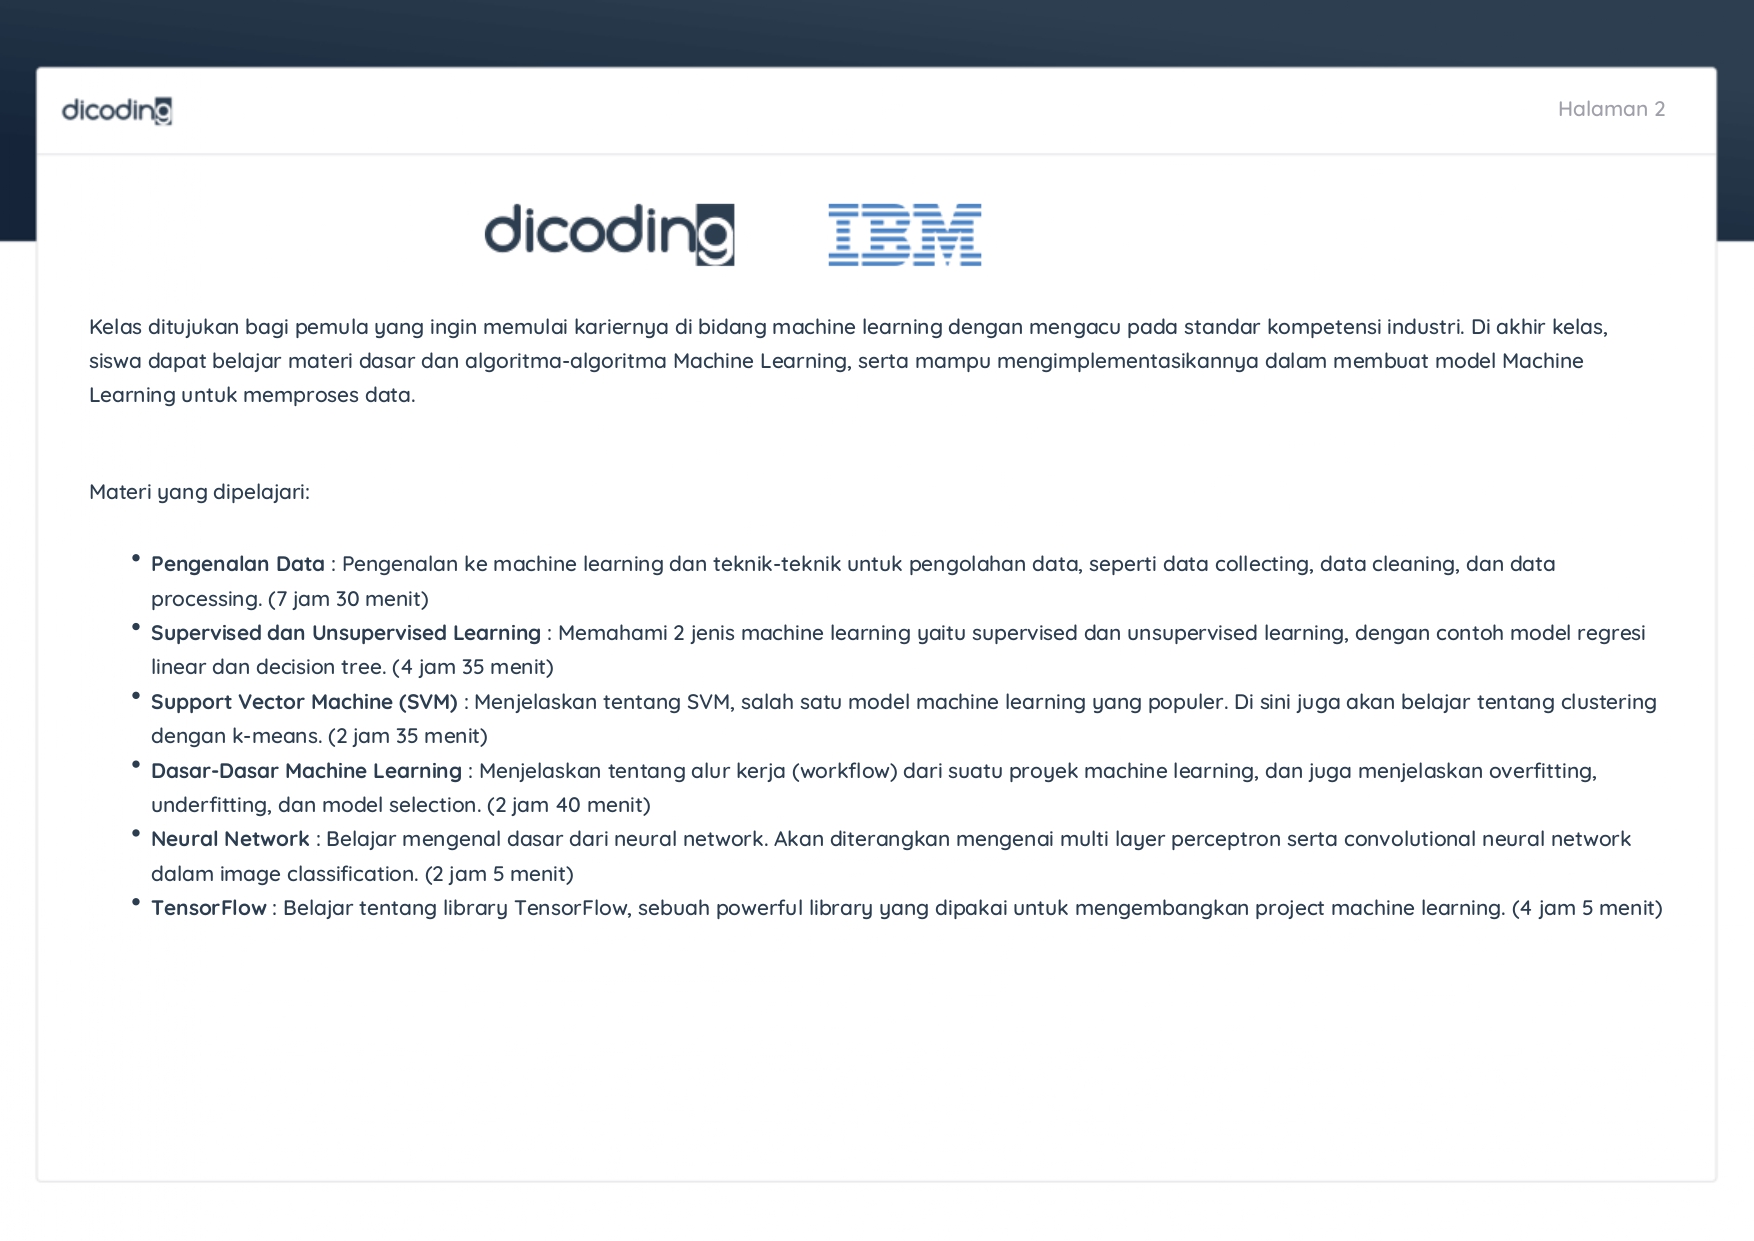 dicoding
Halaman 2
dicoding IBM
Kelas ditujukan bagi pemula yang ingin memulai kariernya di bidang machine learning dengan mengacu pada standar kompetensi industri. Di akhir kelas,
siswa dapat belajar materi dasar dan algoritma-algoritma Machine Learning, serta mampu mengimplementasikannya dalam membuat model Machine
Learning untuk memproses data.
Materi yang dipelajari:
• Pengenalan Data : Pengenalan ke machine learning dan teknik-teknik untuk pengolahan data, seperti data collecting, data cleaning, dan data
processing. (7 jam 30 menit)
• Supervised dan Unsupervised Learning : Memahami 2 jenis machine learning yaitu supervised dan unsupervised learning, dengan contoh model regresi
linear dan decision tree. (4 jam 35 menit)
• Support Vector Machine (SVM) : Menjelaskan tentang SVM, salah satu model machine learning yang populer. Di sini juga akan belajar tentang clustering
dengan k-means. (2 jam 35 menit)
• Dasar-Dasar Machine Learning : Menjelaskan tentang alur kerja (workflow) dari suatu proyek machine learning, dan juga menjelaskan overfitting,
underfitting, dan model selection. (2 jam 40 menit)
• Neural Network : Belajar mengenal dasar dari neural network. Akan diterangkan mengenai multi layer perceptron serta convolutional neural network
dalam image classification. (2 jam 5 menit)
• TensorFlow : Belajar tentang library TensorFlow, sebuah powerful library yang dipakai untuk mengembangkan project machine learning. (4 jam 5 menit)